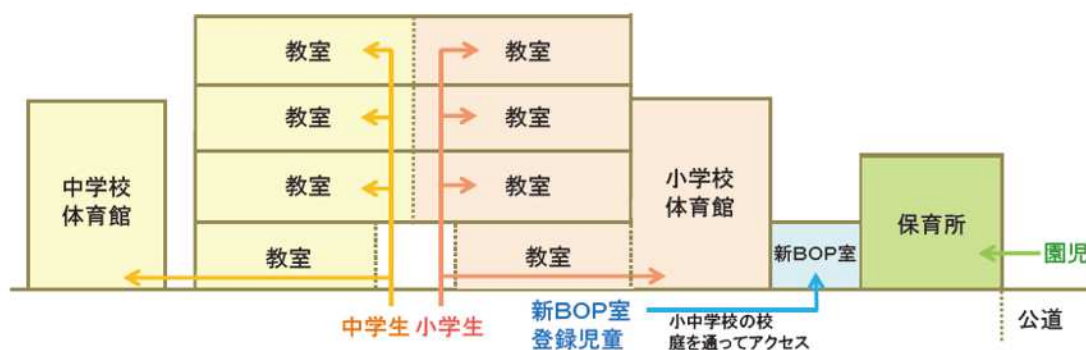 教室 教室
教室 教室
教室 教室
中学校
体育館
小学校
体育館
教室 教室
新BOP室
保育所
園児
中学生 小学生
新BOP室
登録児童
小中学校の校
庭を通ってアクセス
公道